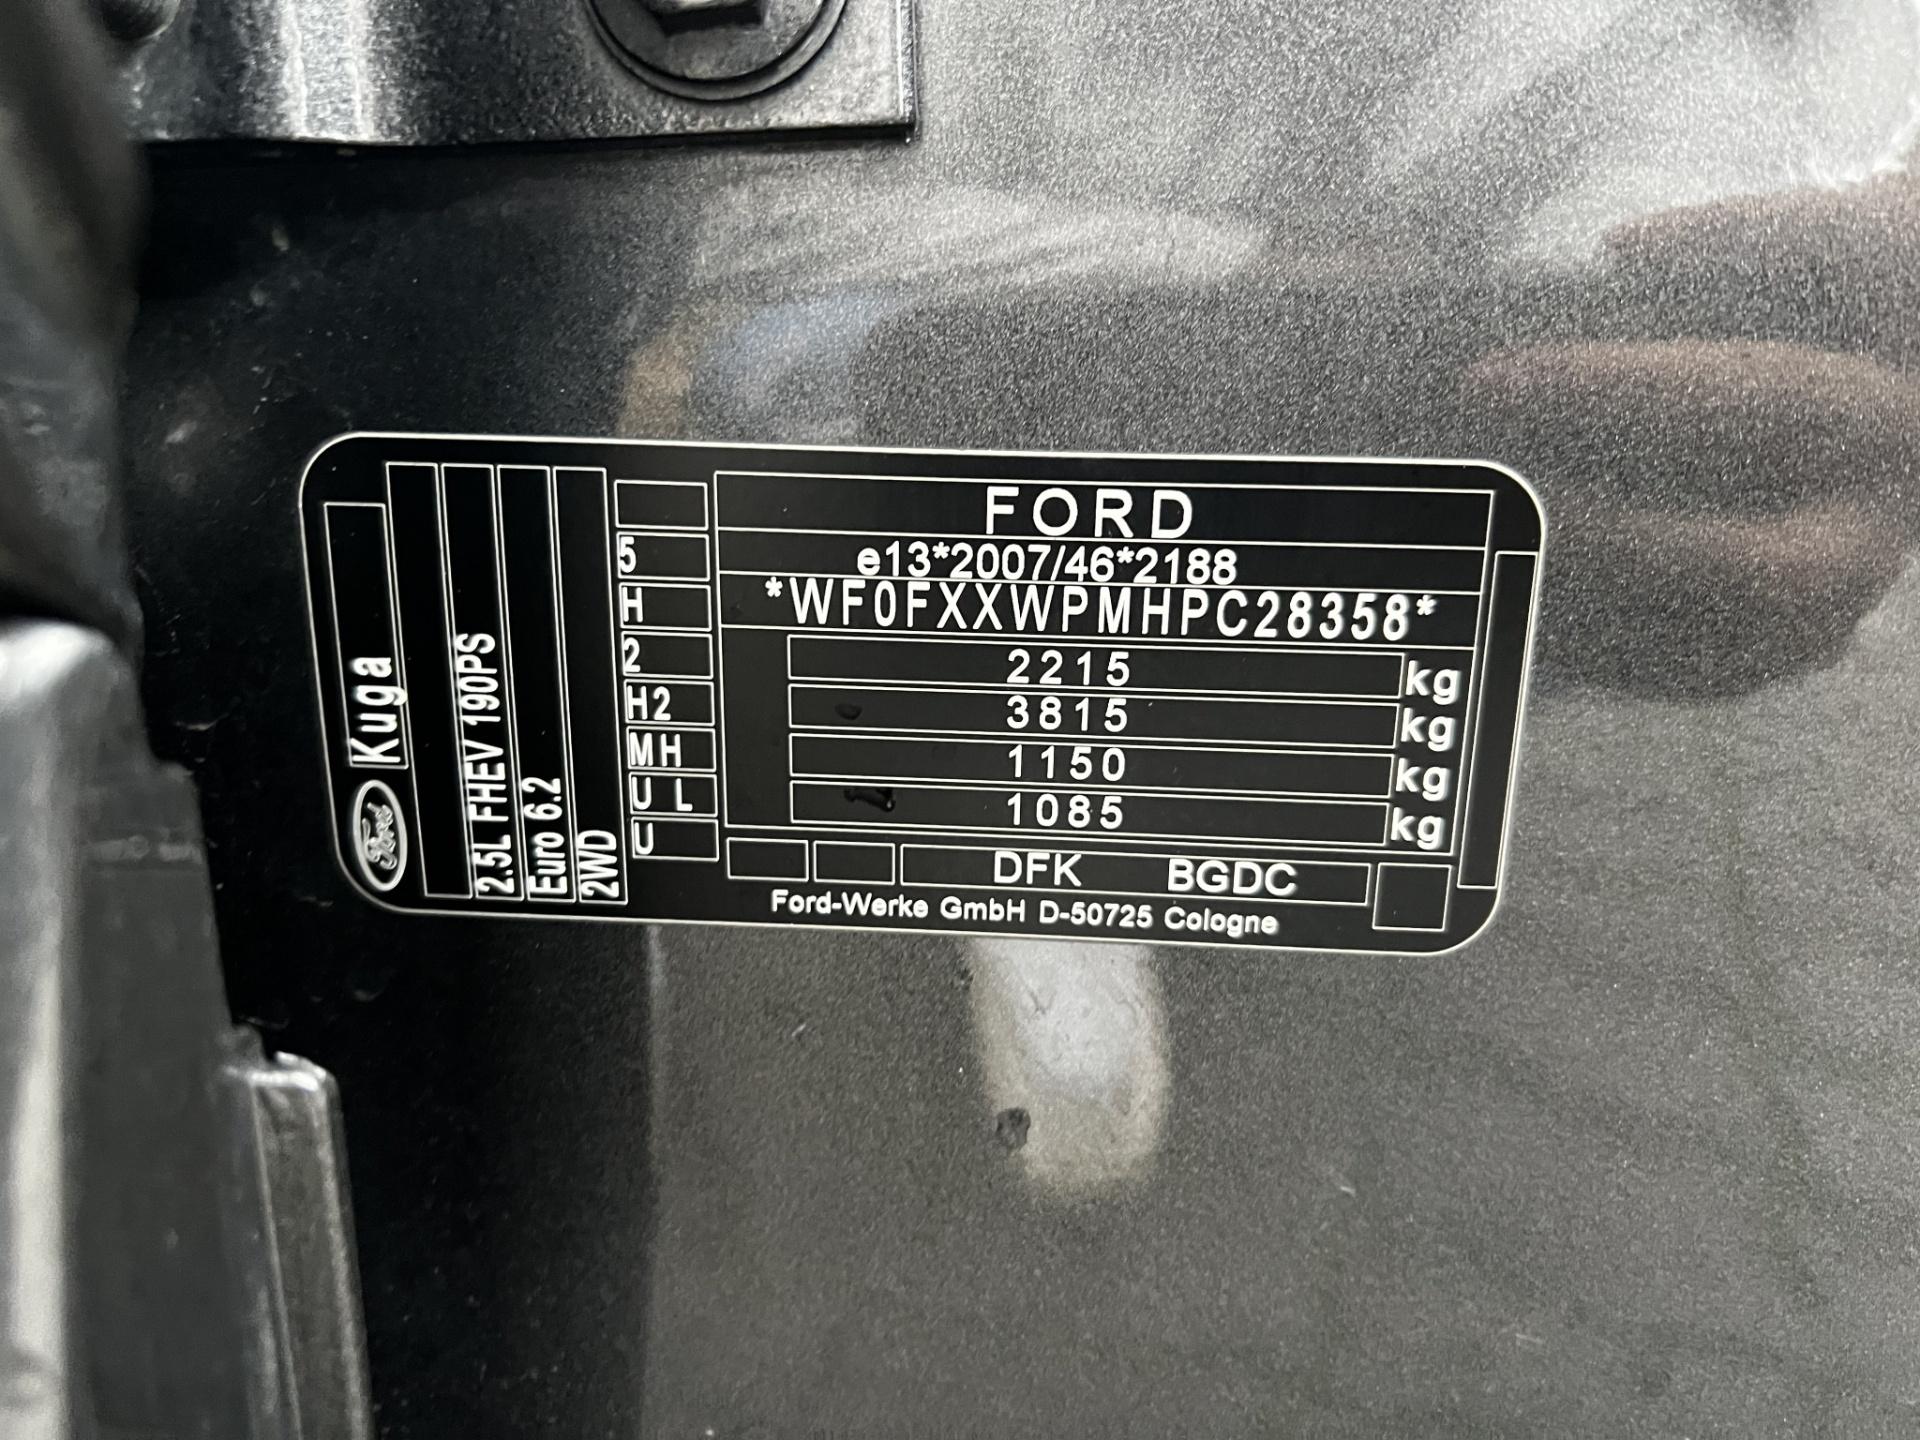 FORD
e13*2007/46*2188
*WF0FXXWPMHPC28358*
2215 kg
3815 kg
1150 kg
1085 kg
DFK BGDC
Ford-Werke GmbH D-50725 Cologne
5
H
2
H2
MH
U L
U
Ford Kuga
2.5L FHEV 190PS
Euro 6.2
2WD